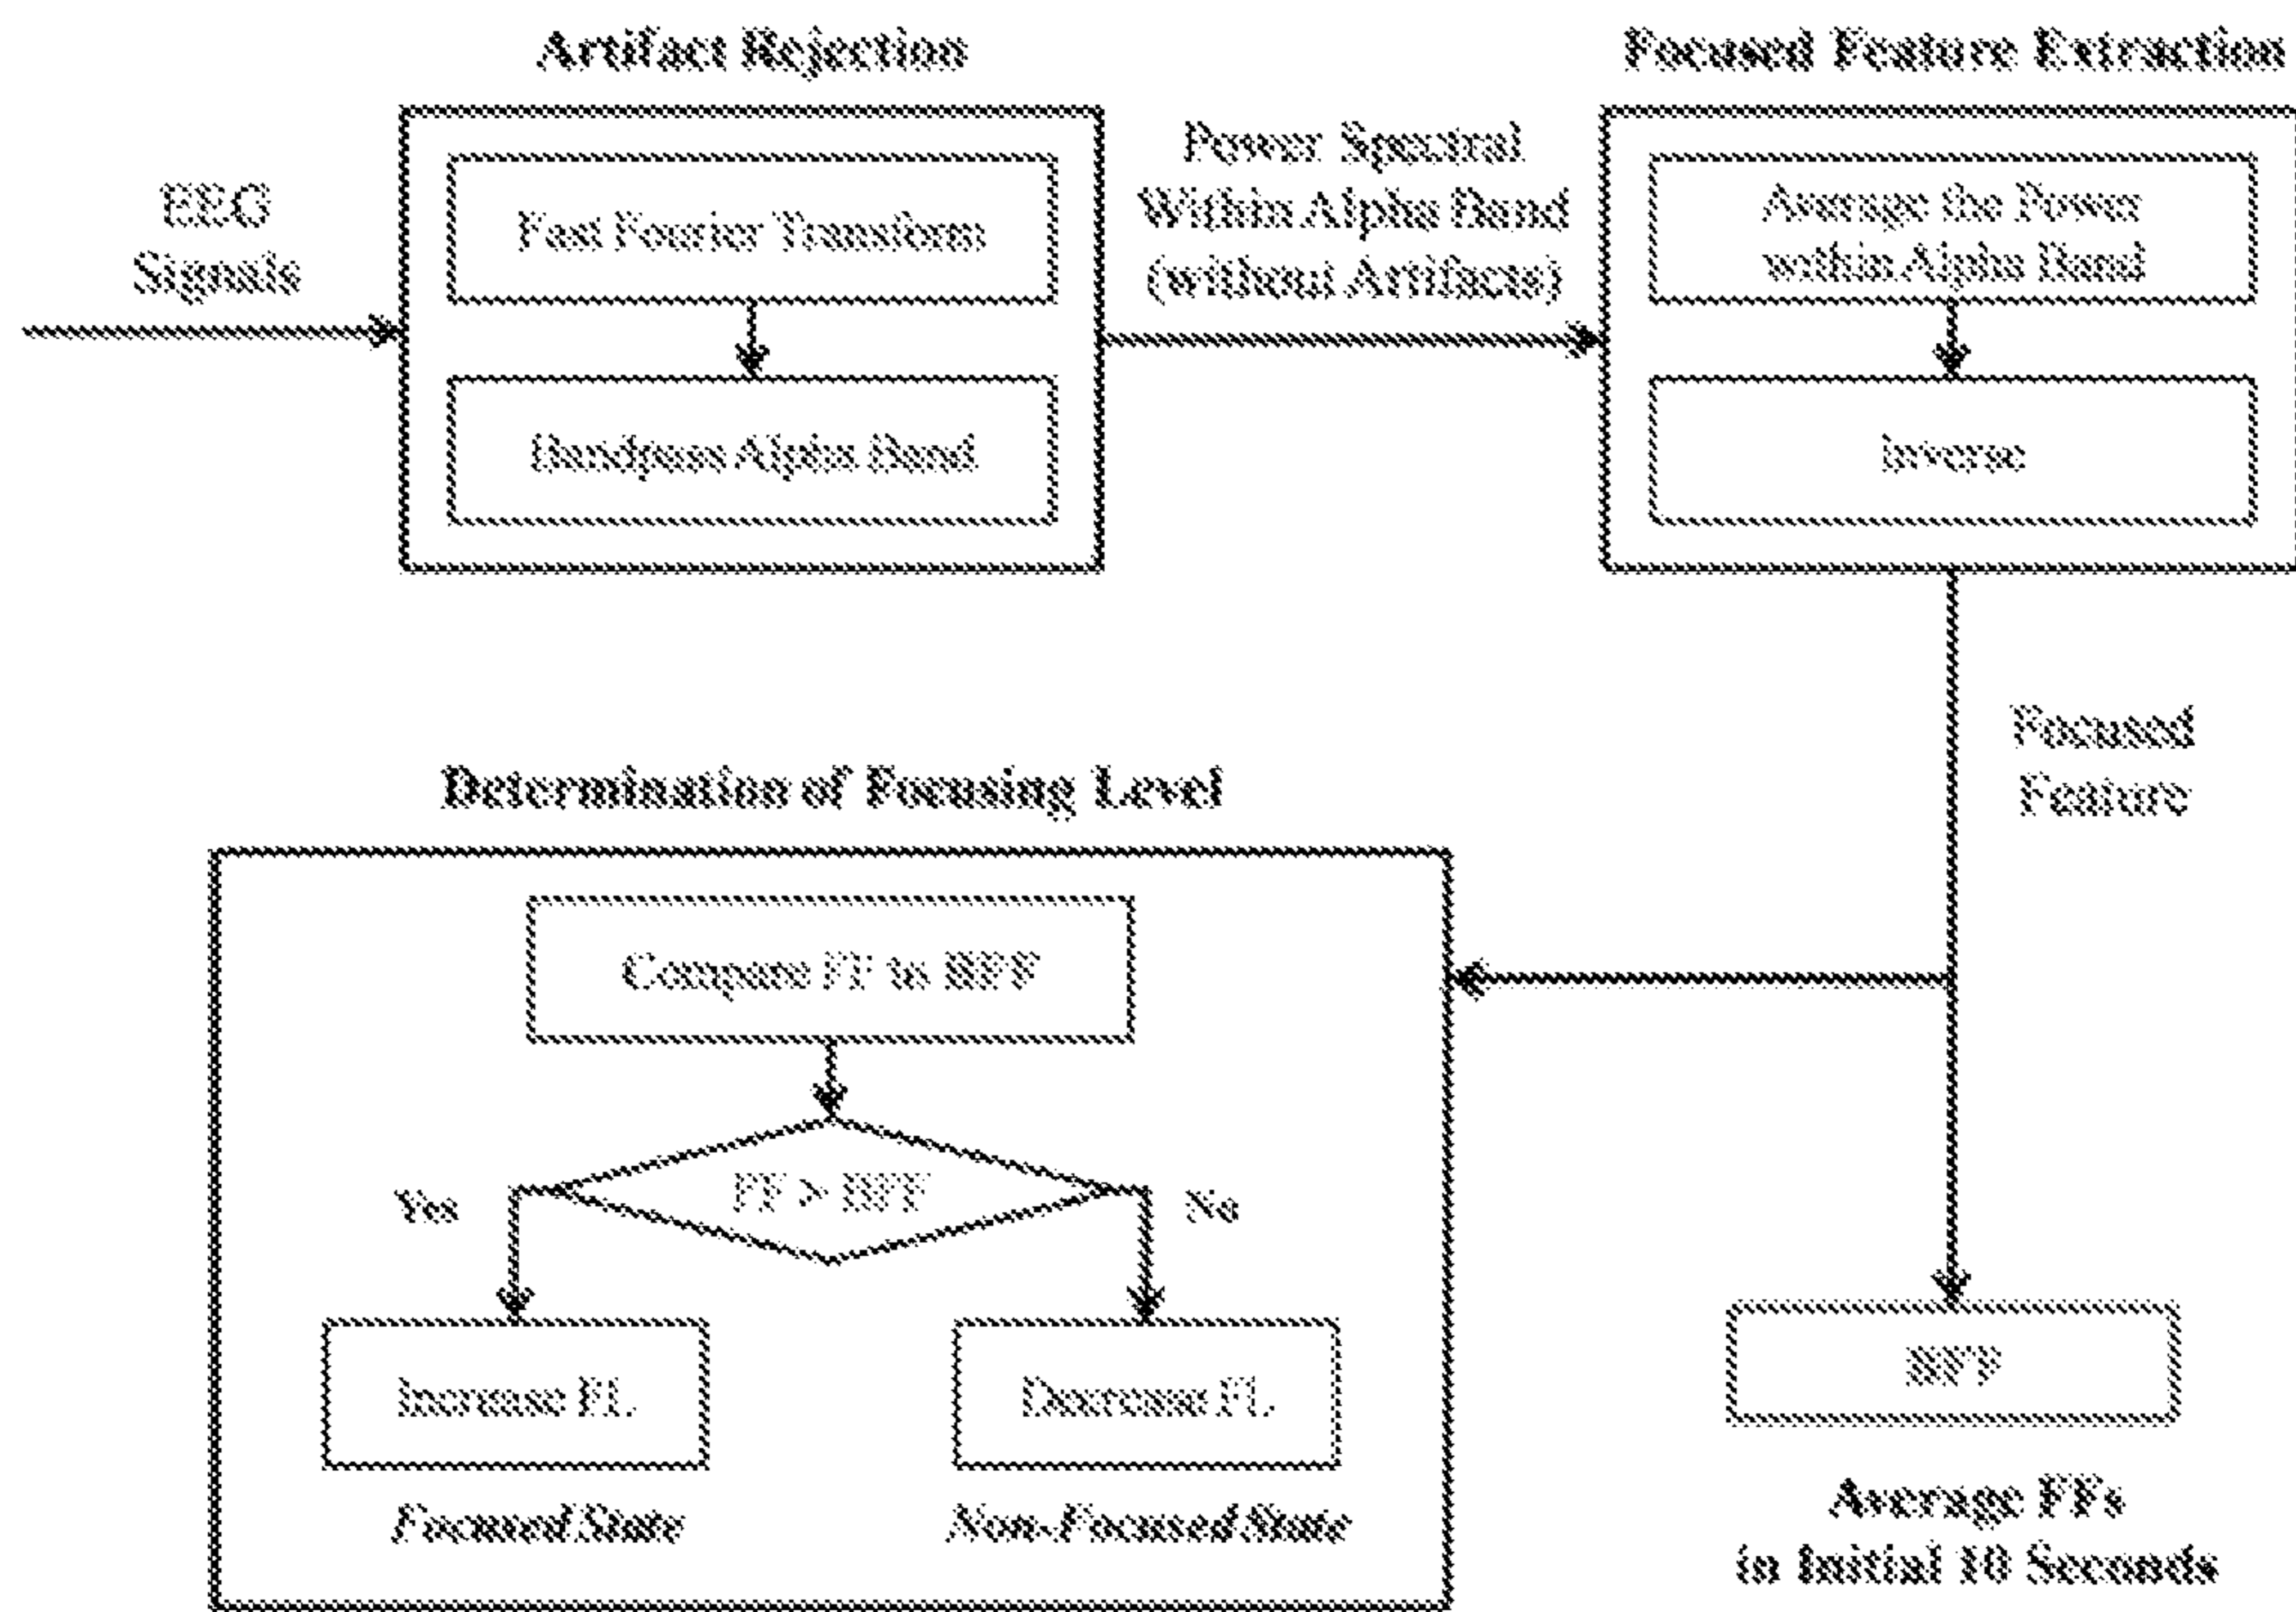 Artifact Rejection
Focused Feature Extraction
EEG
Signals
Fast Fourier Transform
Bandpass Alpha Band
Power Spectral
Within Alpha Band
(without Artifacts)
Average the Power
within Alpha Band
Inverse
Focused
Feature
Determination of Focusing Level
Compare FF to BFF
FF > BFF
Yes
No
Increase FL
Decrease FL
Focused State
Non-Focused State
BFF
Average FFs
in Initial 10 Seconds